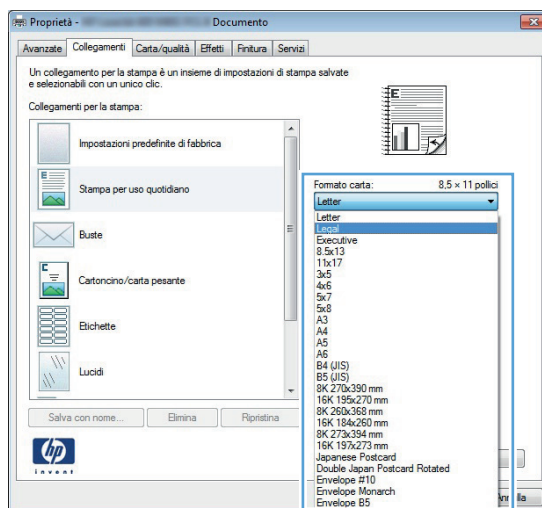 Proprietà -
Documento
Avanzate Collegamenti Carta/qualità Effetti Finitura Servizi
Un collegamento per la stampa è un insieme di impostazioni di stampa salvate
e selezionabili con un unico clic.
Collegamenti per la stampa:
Impostazioni predefinite di fabbrica
Stampa per uso quotidiano
Buste
Cartoncino/carta pesante
Etichette
Lucidi
Salva con nome... Elimina Ripristina
hp
invent
E
E
E
Formato carta: 8,5 × 11 pollici
Letter
Letter
Legal
Executive
8.5x13
11x17
3x5
4x6
5x7
5x8
A3
A4
A5
A6
B4 (JIS)
B5 (JIS)
8K 270x390 mm
16K 195x270 mm
8K 260x368 mm
16K 184x260 mm
8K 273x394 mm
16K 197x273 mm
Japanese Postcard
Double Japan Postcard Rotated
Envelope #10
Envelope Monarch
Envelope B5